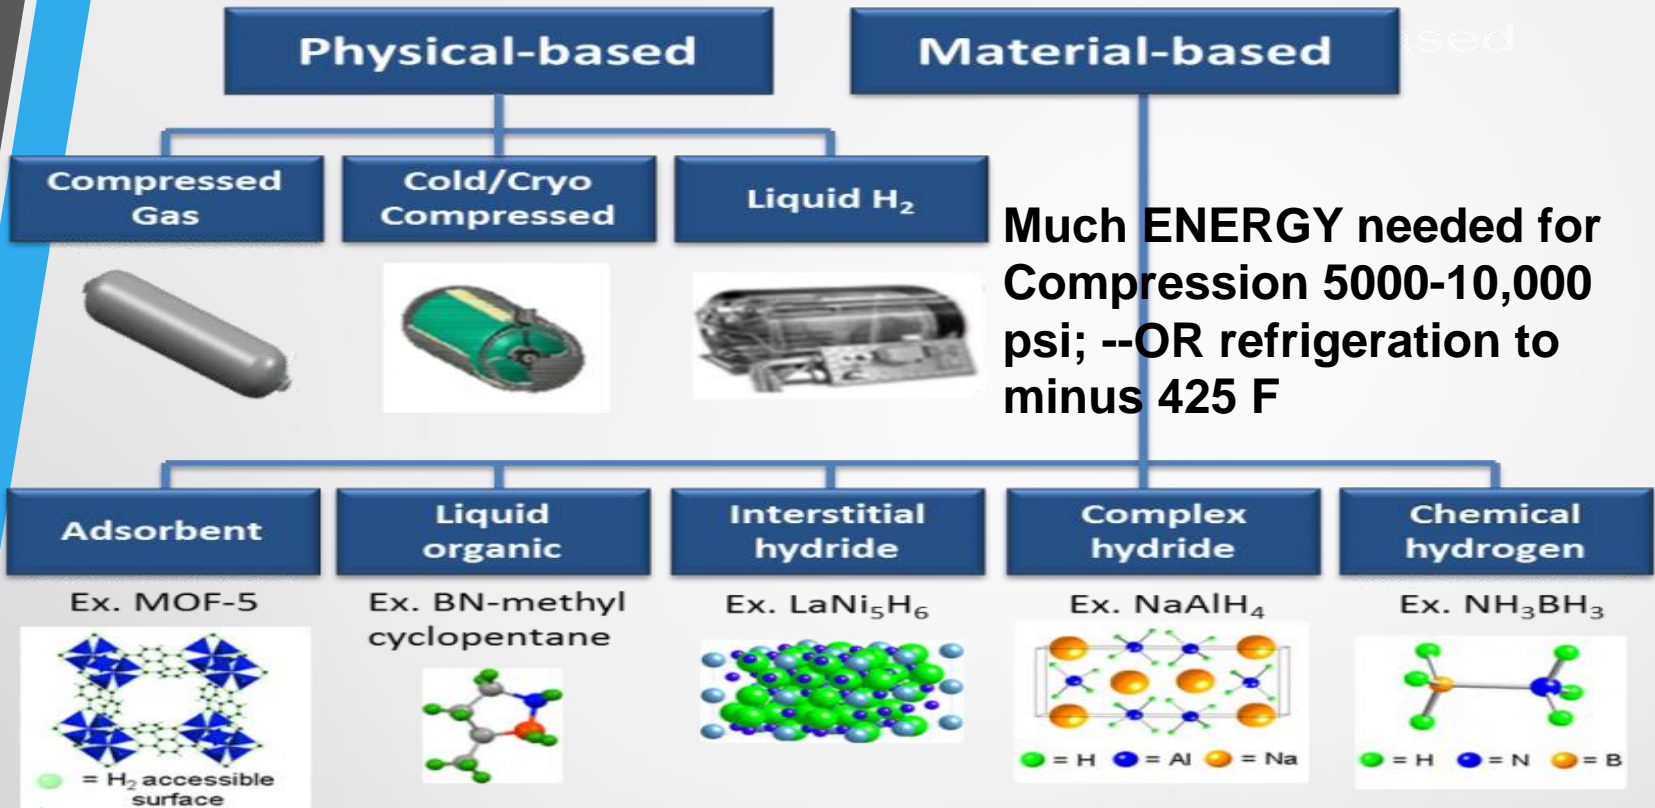 Physical-based
Material-based
Compressed
Gas
Cold/Cryo
Compressed
Liquid H₂
Much ENERGY needed for
Compression 5000-10,000
psi; --OR refrigeration to
minus 425 F
Adsorbent
Liquid
organic
Interstitial
hydride
Complex
hydride
Chemical
hydrogen
Ex. MOF-5
Ex. BN-methyl
cyclopentane
Ex. LaNi₅H₆
Ex. NaAlH₄
Ex. NH₃BH₃
= H₂ accessible
surface
= H = Al = Na
= H = N = B